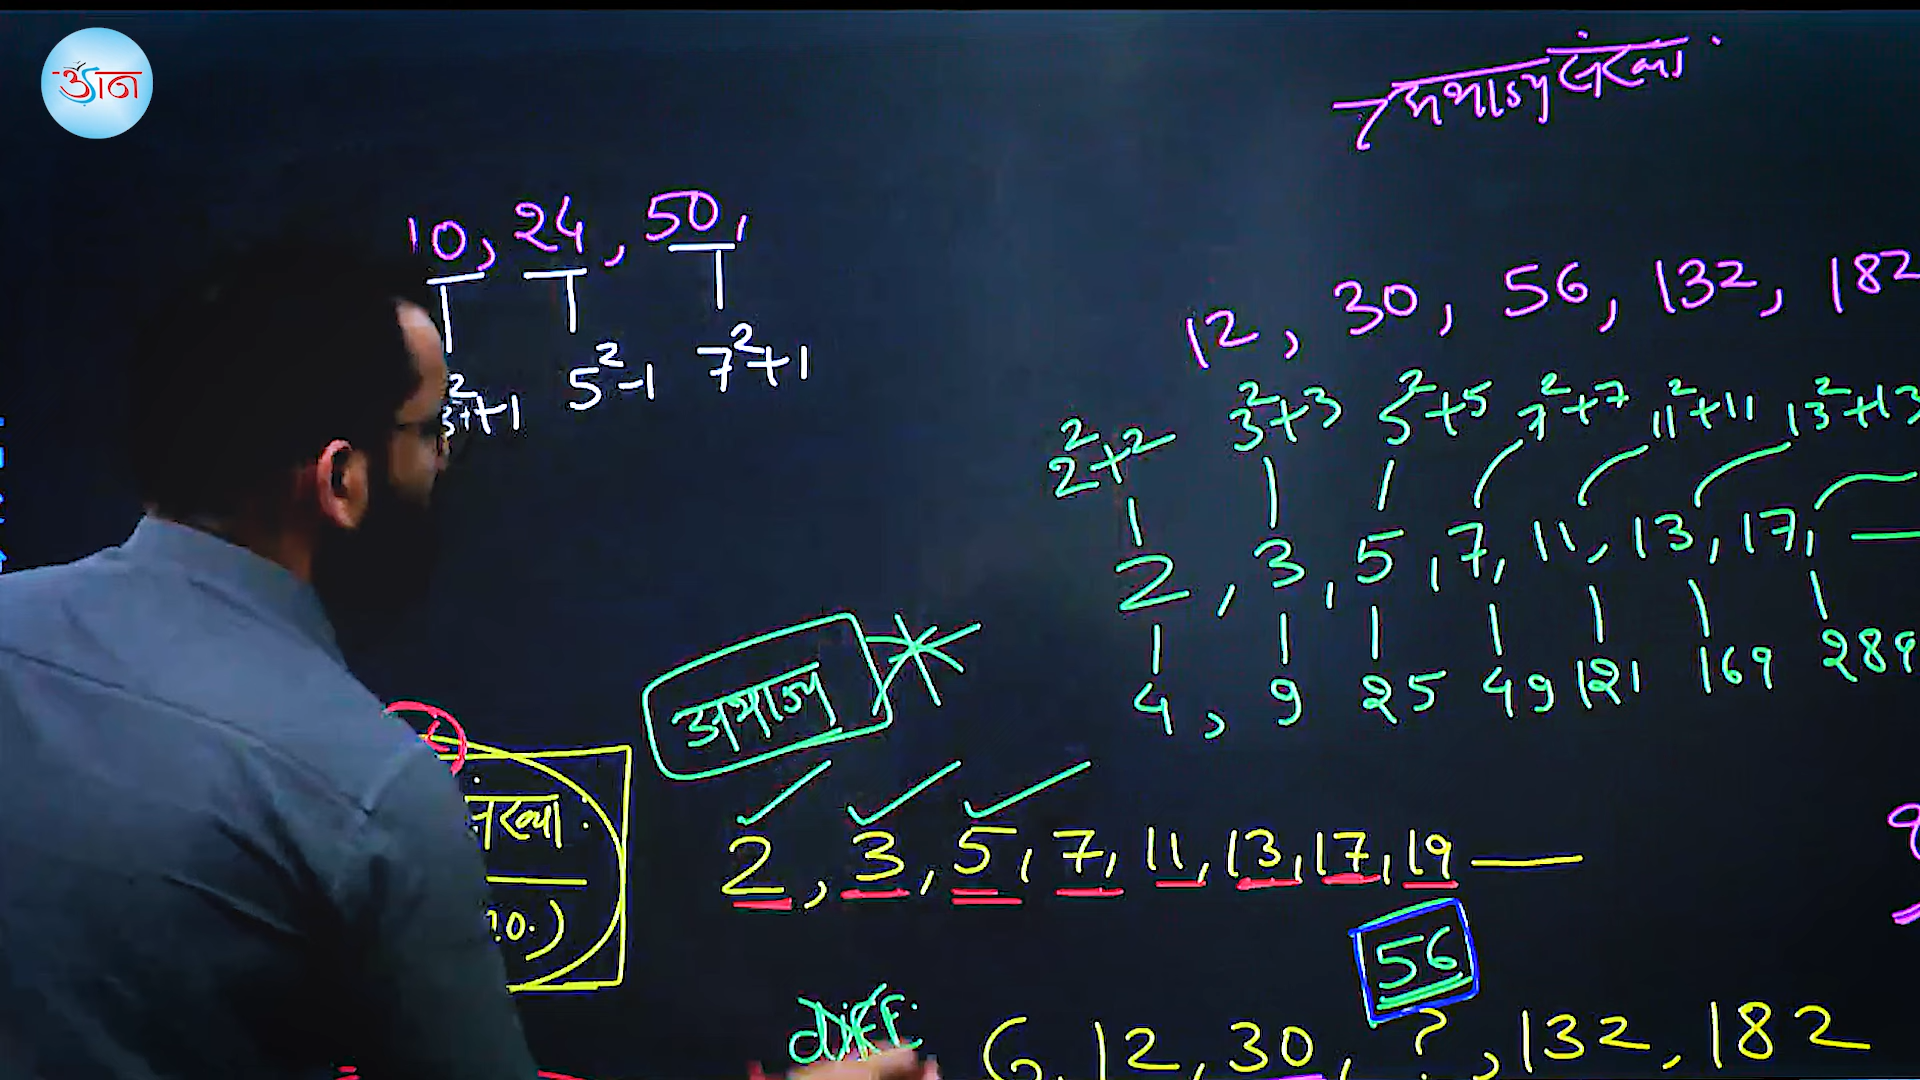 ज्ञान
अभाज्य संख्या
10, 24, 50,
3²+1 5²-1 7²+1
12, 30, 56, 132, 182
2²+2 3²+3 5²+5 7²+7 11²+11 13²+13
2, 3, 5, 7, 11, 13, 17,
4, 9 25 49 121 169 289
अभाज्य
संख्या
2, 3, 5, 7, 11, 13, 17, 19
56
Diff.
6, 12, 30, ?, 132, 182